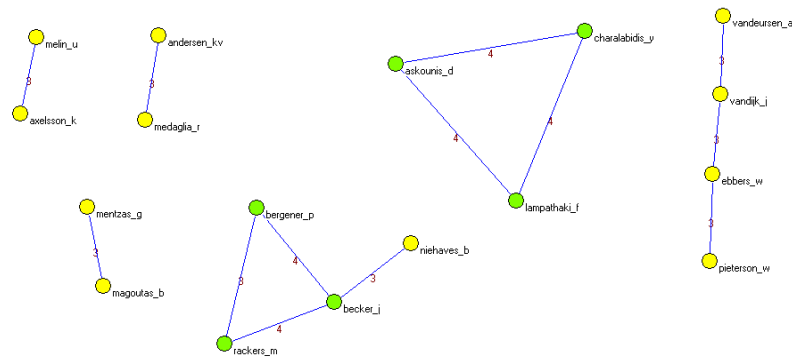 vandeursen_a
charalabidis_y
melin_u
andersen_kv
4
askounis_d
3
3
3
axelsson_k
medaglia_r
vandijk_j
4
4
3
ebbers_w
lampathaki_f
mentzas_g
bergener_p
3
niehaves_b
3
4
pieterson_w
3
3
magoutas_b
becker_j
4
rackers_m